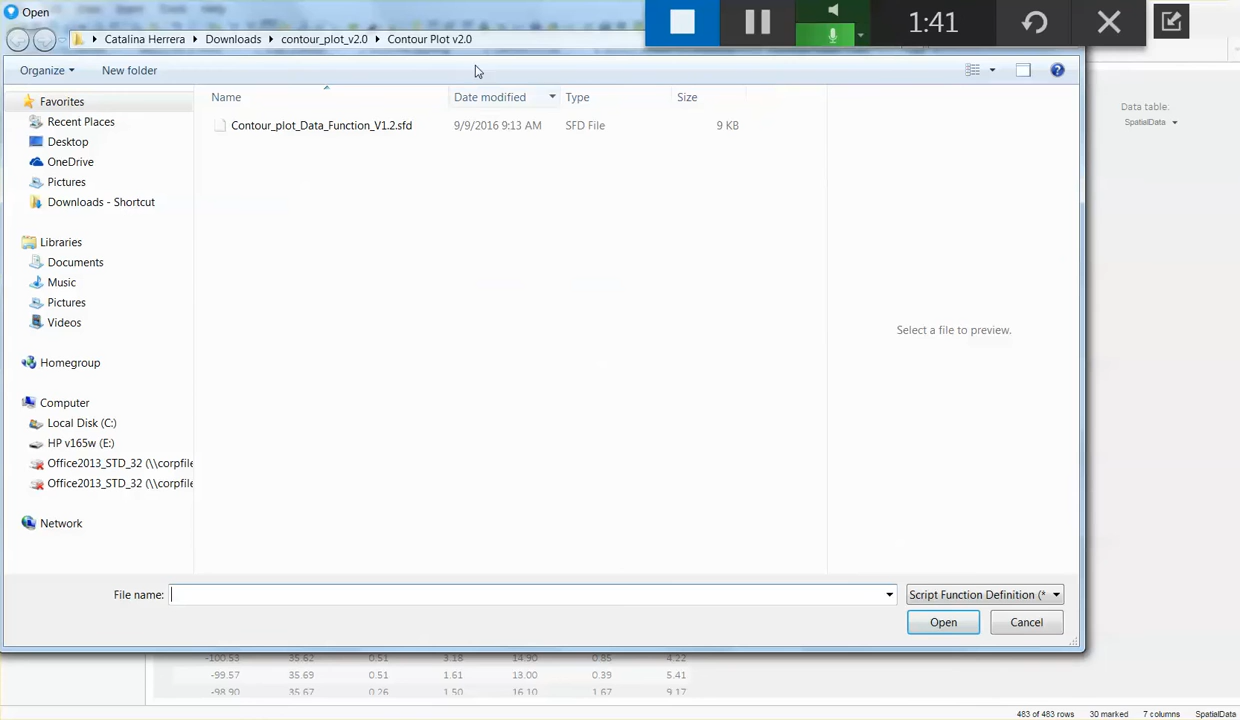 Open
1:41
Catalina Herrera Downloads contour_plot_v2.0 Contour Plot v2.0
Organize New folder
Data table:
SpatialData
Favorites
Recent Places
Desktop
OneDrive
Pictures
Downloads - Shortcut
Libraries
Documents
Music
Pictures
Videos
Homegroup
Computer
Local Disk (C:)
HP v165w (E:)
Office2013_STD_32 (\\corpfile
Office2013_STD_32 (\\corpfile
Network
Name Date modified Type Size
Contour_plot_Data_Function_V1.2.sfd 9/9/2016 9:13 AM SFD File 9 KB
Select a file to preview.
File name: Script Function Definition (*
Open Cancel
-100.53 35.62 0.51 3.18 14.90 0.85 4.22
-99.57 35.64 0.51 1.61 13.00 0.39 5.41
-98.90 35.67 0.26 1.50 16.10 1.67 9.17
483 of 483 rows 30 marked 7 columns SpatialData